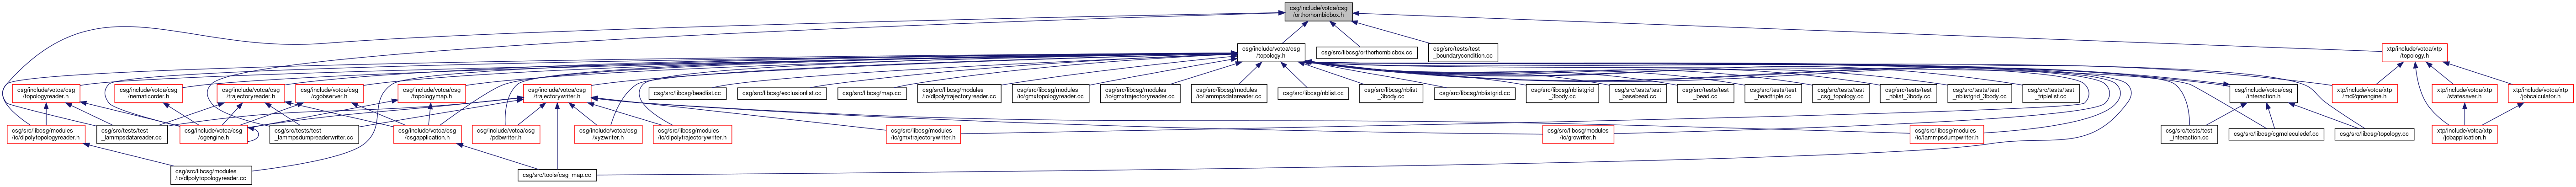 csg/include/votca/csg
/orthorhombicbox.h
csg/include/votca/csg
/topology.h
csg/src/libcsg/orthorhombicbox.cc
csg/src/tests/test
_boundarycondition.cc
xtp/include/votca/xtp
/topology.h
csg/include/votca/csg
/topologyreader.h
csg/include/votca/csg
/nematicorder.h
csg/include/votca/csg
/trajectoryreader.h
csg/include/votca/csg
/cgobserver.h
csg/include/votca/csg
/topologymap.h
csg/include/votca/csg
/trajectorywriter.h
csg/src/libcsg/beadlist.cc
csg/src/libcsg/exclusionlist.cc
csg/src/libcsg/map.cc
csg/src/libcsg/modules
/io/dlpolytrajectoryreader.cc
csg/src/libcsg/modules
/io/gmxtopologyreader.cc
csg/src/libcsg/modules
/io/gmxtrajectoryreader.cc
csg/src/libcsg/modules
/io/lammpsdatareader.cc
csg/src/libcsg/nblist.cc
csg/src/libcsg/nblist
_3body.cc
csg/src/libcsg/nblistgrid.cc
csg/src/libcsg/nblistgrid
_3body.cc
csg/src/tests/test
_basebead.cc
csg/src/tests/test
_bead.cc
csg/src/tests/test
_beadtriple.cc
csg/src/tests/test
_csg_topology.cc
csg/src/tests/test
_nblist_3body.cc
csg/src/tests/test
_nblistgrid_3body.cc
csg/src/tests/test
_triplelist.cc
csg/include/votca/csg
/interaction.h
xtp/include/votca/xtp
/md2qmengine.h
xtp/include/votca/xtp
/statesaver.h
xtp/include/votca/xtp
/jobcalculator.h
csg/src/libcsg/modules
/io/dlpolytopologyreader.h
csg/src/tests/test
_lammpsdatareader.cc
csg/include/votca/csg
/cgengine.h
csg/src/tests/test
_lammpsdumpreaderwriter.cc
csg/include/votca/csg
/csgapplication.h
csg/include/votca/csg
/pdbwriter.h
csg/include/votca/csg
/xyzwriter.h
csg/src/libcsg/modules
/io/dlpolytrajectorywriter.h
csg/src/libcsg/modules
/io/gmxtrajectorywriter.h
csg/src/libcsg/modules
/io/growriter.h
csg/src/libcsg/modules
/io/lammpsdumpwriter.h
csg/src/tests/test
_interaction.cc
csg/src/libcsg/cgmoleculedef.cc
csg/src/libcsg/topology.cc
xtp/include/votca/xtp
/jobapplication.h
csg/src/libcsg/modules
/io/dlpolytopologyreader.cc
csg/src/tools/csg_map.cc